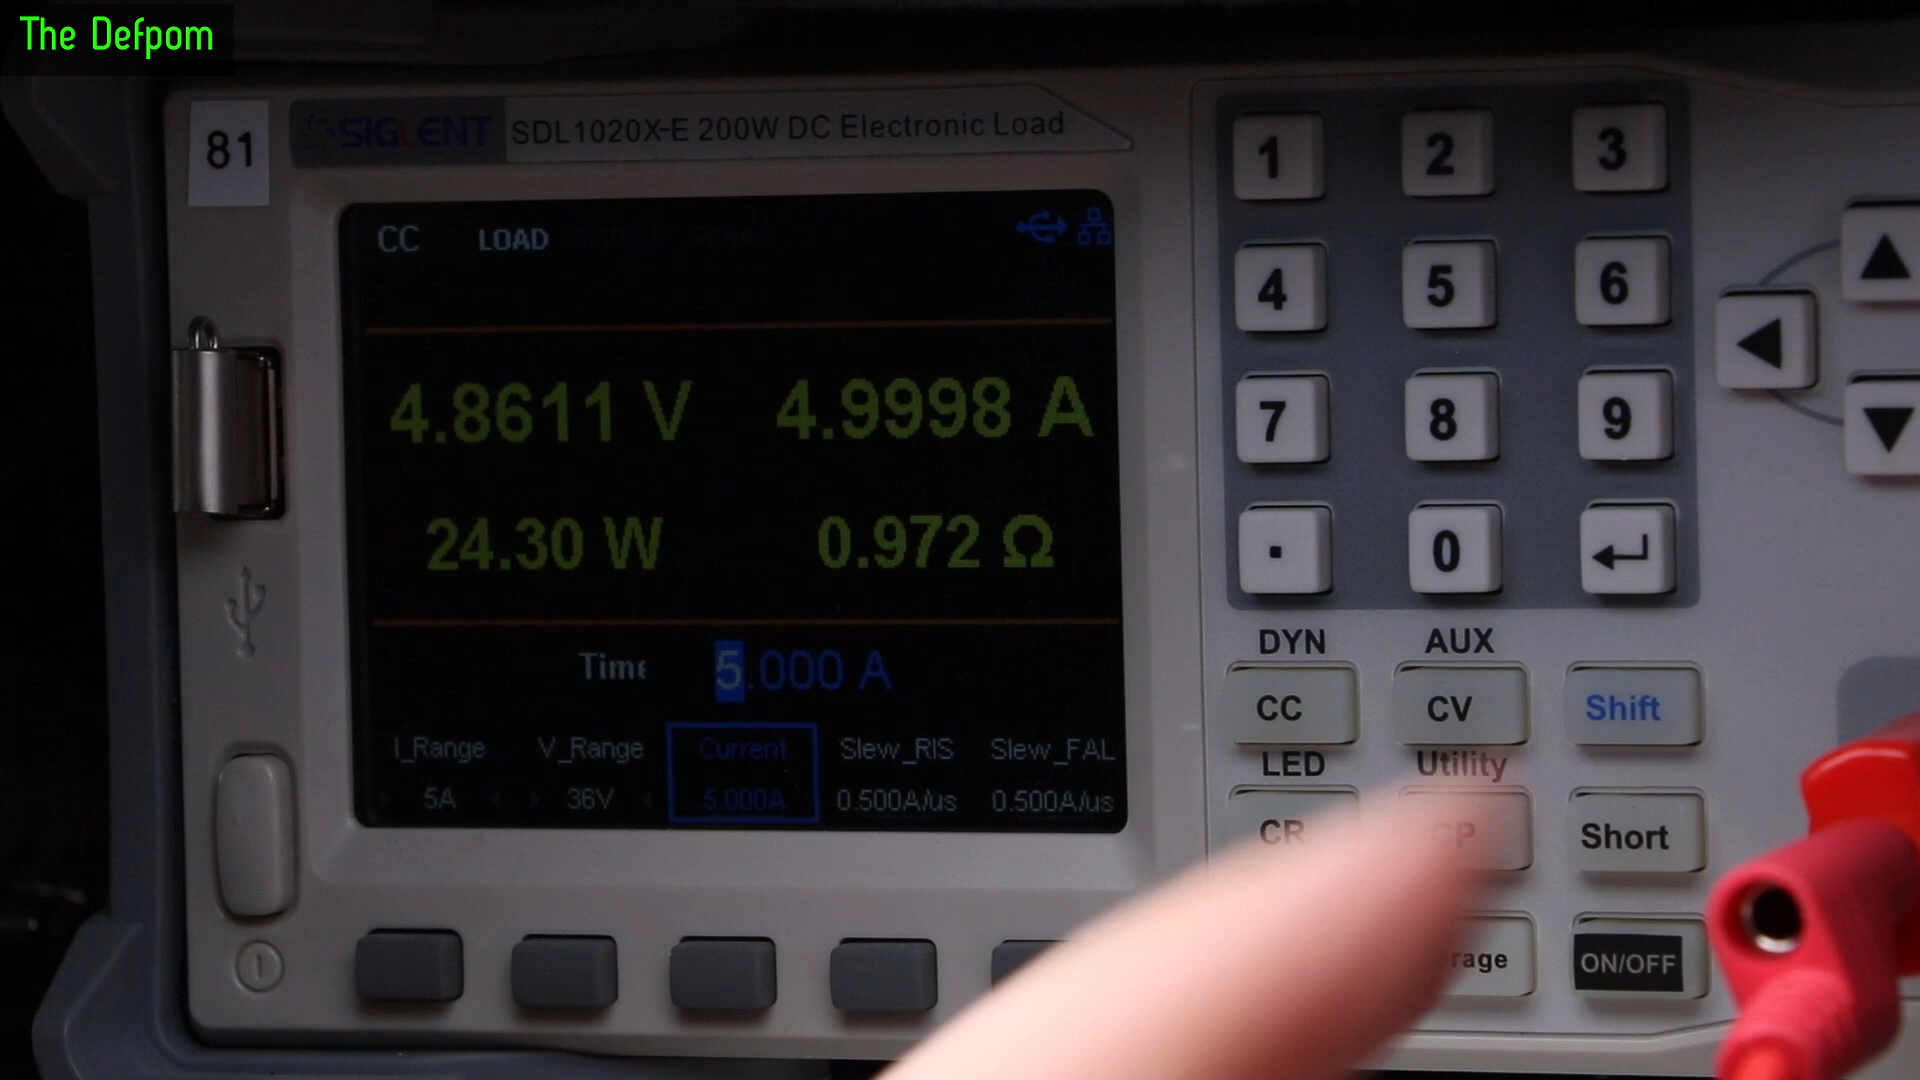 The Defpom
81
SIGLENT SDL1020X-E 200W DC Electronic Load
CC LOAD
4.8611 V 4.9998 A
24.30 W 0.972 Ω
Time 5.000 A
I_Range V_Range Current Slew_RIS Slew_FAL
5A 36V 5.000A 0.500A/us 0.500A/us
1 2 3
4 5 6
7 8 9
. 0
DYN AUX
CC CV Shift
LED Utility
CR CP Short
ON/OFF